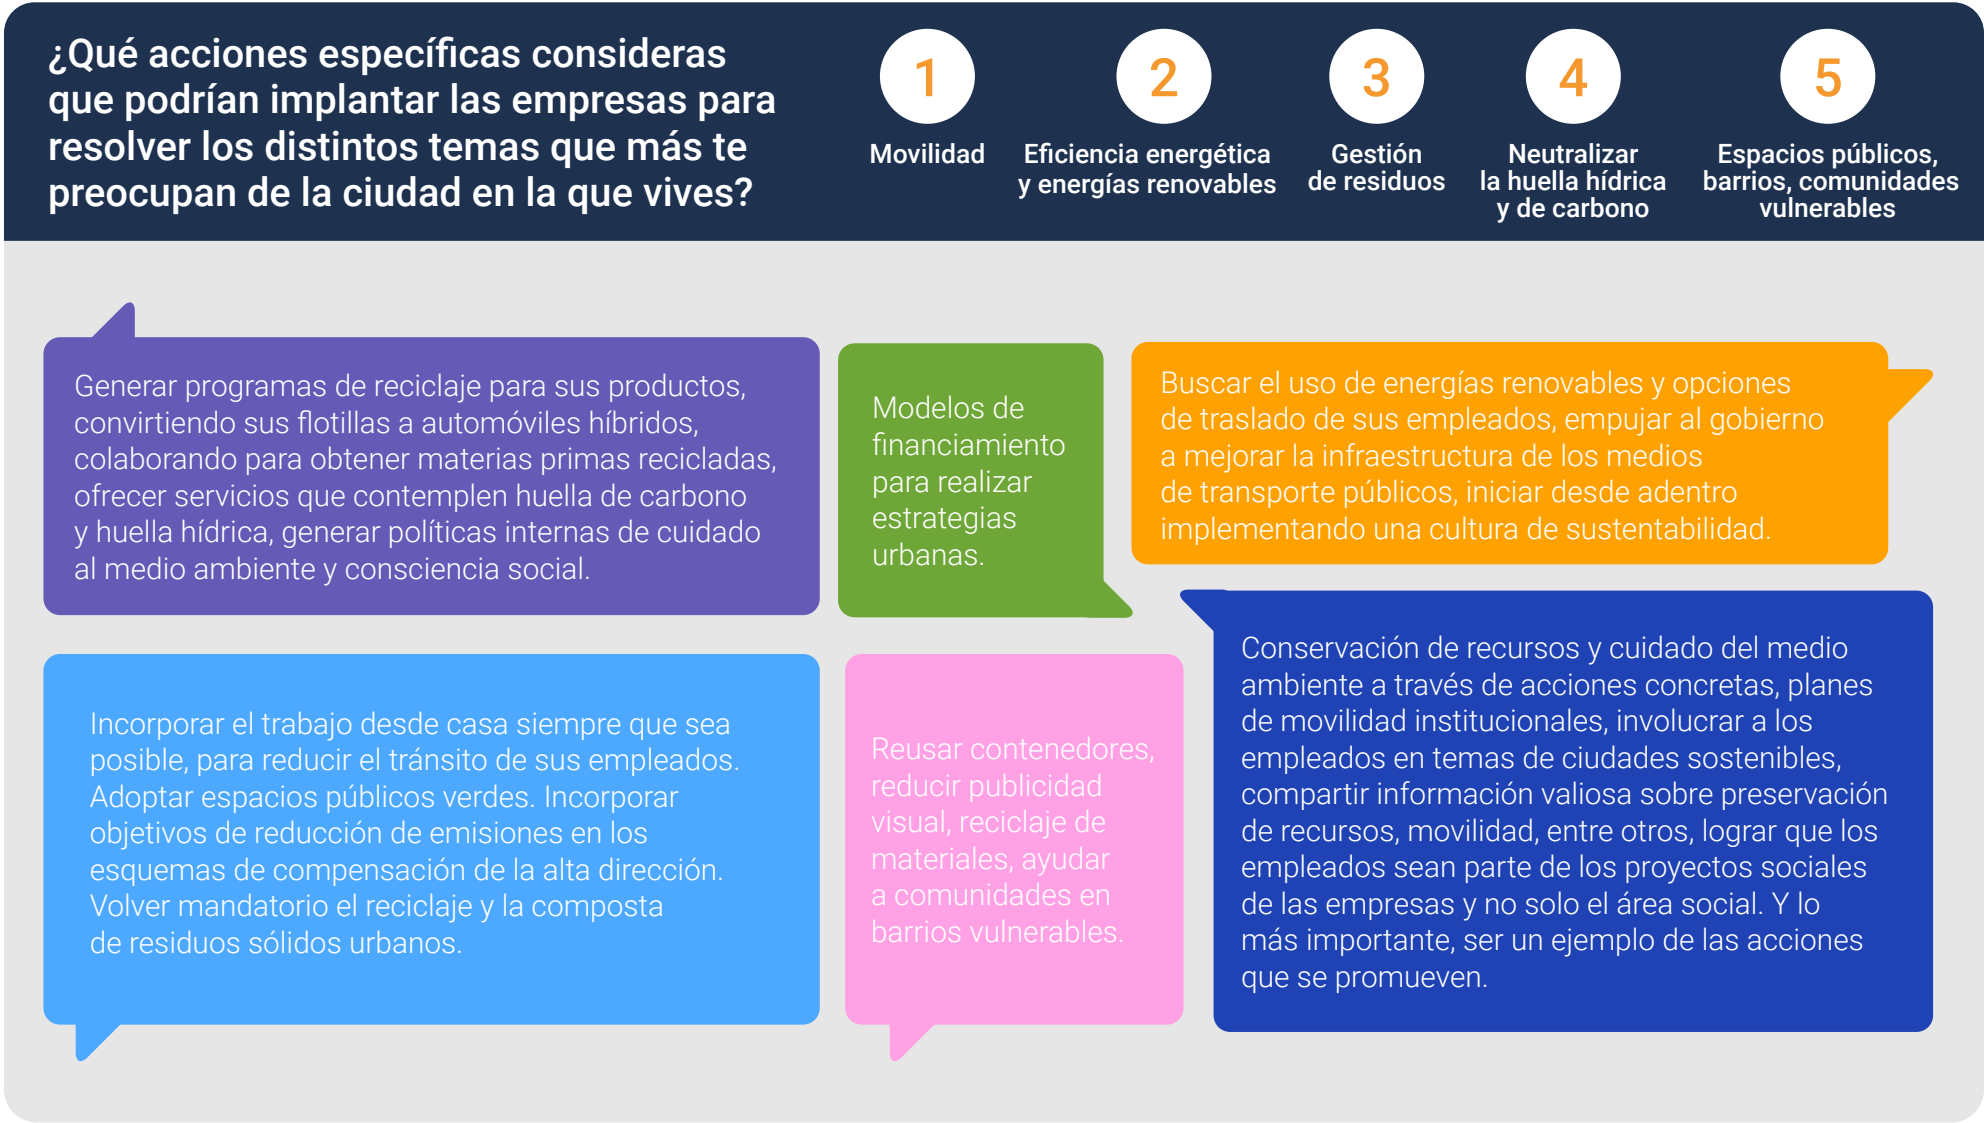 ¿Qué acciones específicas consideras
que podrían implantar las empresas para
resolver los distintos temas que más te
preocupan de la ciudad en la que vives?
1
Movilidad
2
Eficiencia energética
y energías renovables
3
Gestión
de residuos
4
Neutralizar
la huella hídrica
y de carbono
5
Espacios públicos,
barrios, comunidades
vulnerables
Generar programas de reciclaje para sus productos,
convirtiendo sus flotillas a automóviles híbridos,
colaborando para obtener materias primas recicladas,
ofrecer servicios que contemplen huella de carbono
y huella hídrica, generar políticas internas de cuidado
al medio ambiente y consciencia social.
Modelos de
financiamiento
para realizar
estrategias
urbanas.
Buscar el uso de energías renovables y opciones
de traslado de sus empleados, empujar al gobierno
a mejorar la infraestructura de los medios
de transporte públicos, iniciar desde adentro
implementando una cultura de sustentabilidad.
Incorporar el trabajo desde casa siempre que sea
posible, para reducir el tránsito de sus empleados.
Adoptar espacios públicos verdes. Incorporar
objetivos de reducción de emisiones en los
esquemas de compensación de la alta dirección.
Volver mandatorio el reciclaje y la composta
de residuos sólidos urbanos.
Reusar contenedores,
reducir publicidad
visual, reciclaje de
materiales, ayudar
a comunidades en
barrios vulnerables.
Conservación de recursos y cuidado del medio
ambiente a través de acciones concretas, planes
de movilidad institucionales, involucrar a los
empleados en temas de ciudades sostenibles,
compartir información valiosa sobre preservación
de recursos, movilidad, entre otros, lograr que los
empleados sean parte de los proyectos sociales
de las empresas y no solo el área social. Y lo
más importante, ser un ejemplo de las acciones
que se promueven.